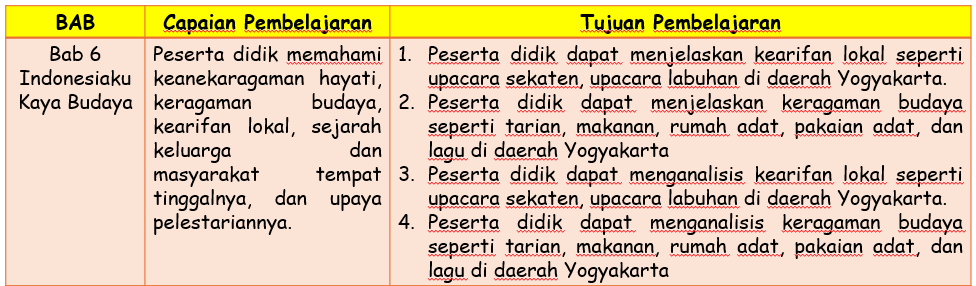 BAB
Capaian Pembelajaran
Tujuan Pembelajaran
Bab 6
Indonesiaku
Kaya Budaya
Peserta didik memahami
keanekaragaman hayati,
keragaman budaya,
kearifan lokal, sejarah
keluarga dan
masyarakat tempat
tinggalnya, dan upaya
pelestariannya.
1. Peserta didik dapat menjelaskan kearifan lokal seperti
upacara sekaten, upacara labuhan di daerah Yogyakarta.
2. Peserta didik dapat menjelaskan keragaman budaya
seperti tarian, makanan, rumah adat, pakaian adat, dan
lagu di daerah Yogyakarta
3. Peserta didik dapat menganalisis kearifan lokal seperti
upacara sekaten, upacara labuhan di daerah Yogyakarta.
4. Peserta didik dapat menganalisis keragaman budaya
seperti tarian, makanan, rumah adat, pakaian adat, dan
lagu di daerah Yogyakarta